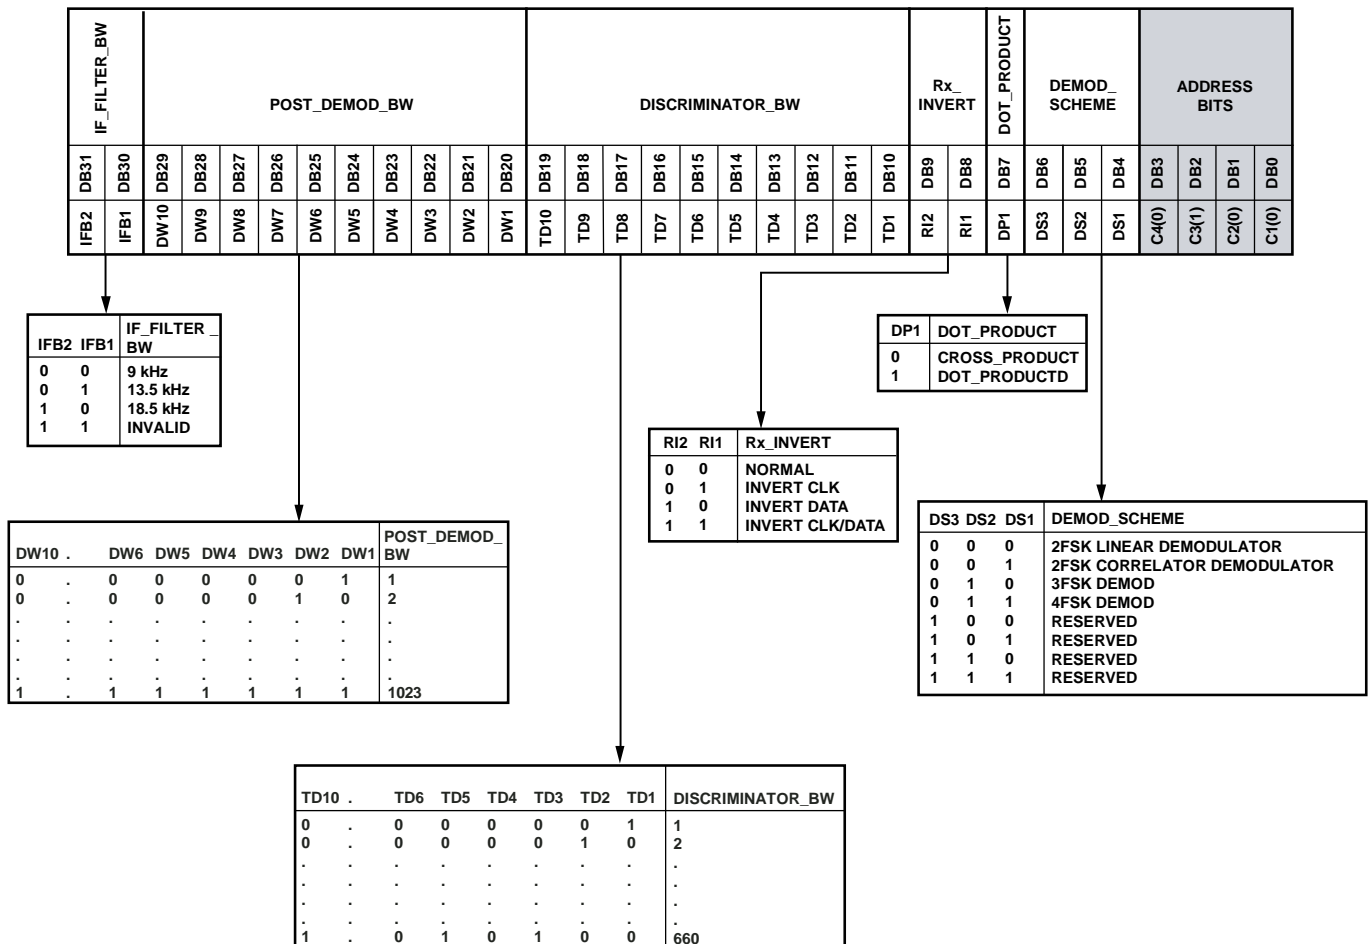 IF_FILTER_BW
POST_DEMOD_BW
DISCRIMINATOR_BW
Rx_
INVERT
DOT_PRODUCT
DEMOD_
SCHEME
ADDRESS
BITS
DB31 DB30 DB29 DB28 DB27 DB26 DB25 DB24 DB23 DB22 DB21 DB20 DB19 DB18 DB17 DB16 DB15 DB14 DB13 DB12 DB11 DB10 DB9 DB8 DB7 DB6 DB5 DB4 DB3 DB2 DB1 DB0
IFB2 IFB1 DW10 DW9 DW8 DW7 DW6 DW5 DW4 DW3 DW2 DW1 TD10 TD9 TD8 TD7 TD6 TD5 TD4 TD3 TD2 TD1 RI2 RI1 DP1 DS3 DS2 DS1 C4(0) C3(1) C2(0) C1(0)
IFB2 IFB1 IF_FILTER _
BW
0 0 9 kHz
0 1 13.5 kHz
1 0 18.5 kHz
1 1 INVALID
DP1 DOT_PRODUCT
0 CROSS_PRODUCT
1 DOT_PRODUCTD
RI2 RI1 Rx_INVERT
0 0 NORMAL
0 1 INVERT CLK
1 0 INVERT DATA
1 1 INVERT CLK/DATA
DS3 DS2 DS1 DEMOD_SCHEME
0 0 0 2FSK LINEAR DEMODULATOR
0 0 1 2FSK CORRELATOR DEMODULATOR
0 1 0 3FSK DEMOD
0 1 1 4FSK DEMOD
1 0 0 RESERVED
1 0 1 RESERVED
1 1 0 RESERVED
1 1 1 RESERVED
DW10 . DW6 DW5 DW4 DW3 DW2 DW1 POST_DEMOD_
BW
0 . 0 0 0 0 0 1 1
0 . 0 0 0 0 1 0 2
. . . . . . . . .
. . . . . . . . .
. . . . . . . . .
. . . . . . . . .
1 . 1 1 1 1 1 1 1023
TD10 . TD6 TD5 TD4 TD3 TD2 TD1 DISCRIMINATOR_BW
0 . 0 0 0 0 0 1 1
0 . 0 0 0 0 1 0 2
. . . . . . . . .
. . . . . . . . .
. . . . . . . . .
. . . . . . . . .
1 . 0 1 0 1 0 0 660